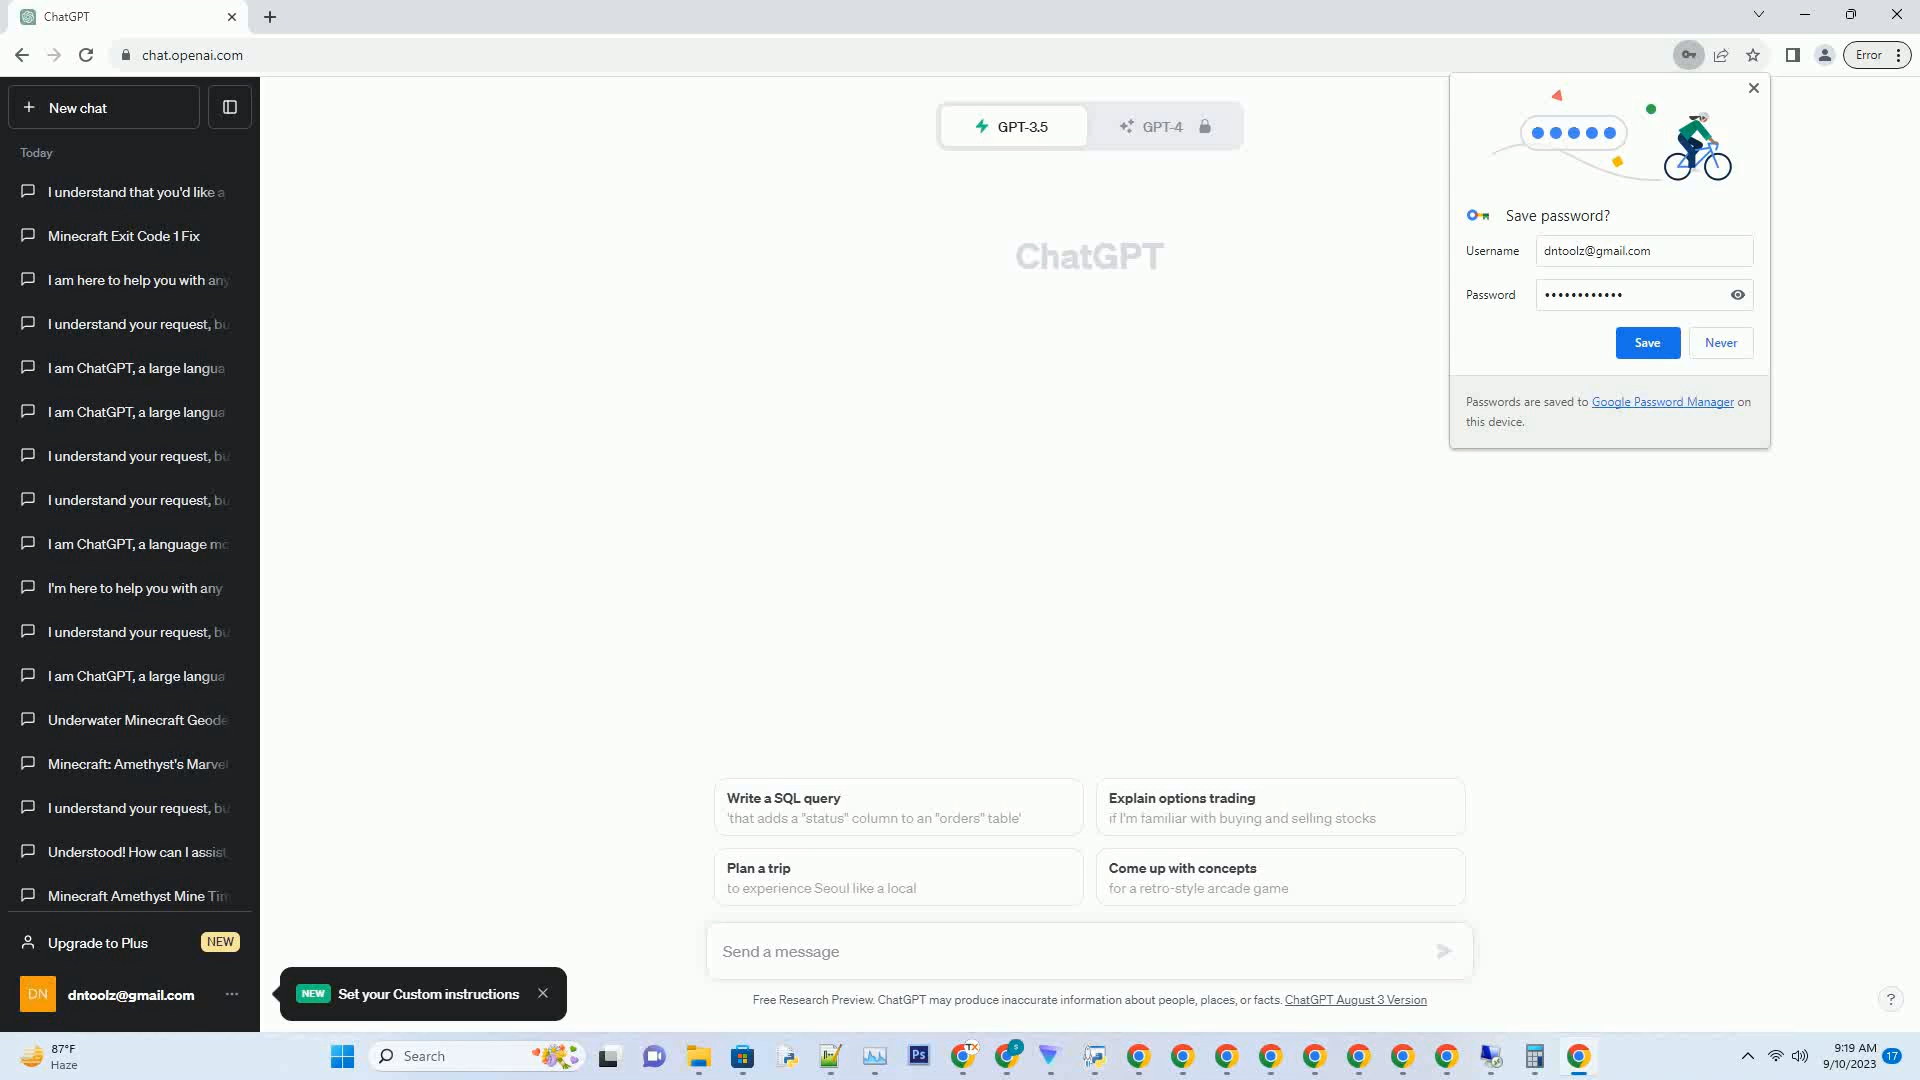 ChatGPT
chat.openai.com
Error
New chat
Today
I understand that you'd like a
Minecraft Exit Code 1 Fix
I am here to help you with any
I understand your request, bu
I am ChatGPT, a large langua
I am ChatGPT, a large langua
I understand your request, bu
I understand your request, bu
I am ChatGPT, a language mo
I'm here to help you with any
I understand your request, bu
I am ChatGPT, a large langua
Underwater Minecraft Geode
Minecraft: Amethyst's Marvel
I understand your request, bu
Understood! How can I assist
Minecraft Amethyst Mine Tim
Upgrade to Plus
NEW
DN
dntoolz@gmail.com
NEW
Set your Custom instructions
GPT-3.5
GPT-4
ChatGPT
Save password?
Username
dntoolz@gmail.com
Password
Save
Never
Passwords are saved to Google Password Manager on
this device.
Write a SQL query
'that adds a "status" column to an "orders" table'
Explain options trading
if I'm familiar with buying and selling stocks
Plan a trip
to experience Seoul like a local
Come up with concepts
for a retro-style arcade game
Send a message
Free Research Preview. ChatGPT may produce inaccurate information about people, places, or facts. ChatGPT August 3 Version
?
87°F
Haze
Search
Ps
TX
S
9:19 AM
9/10/2023
17